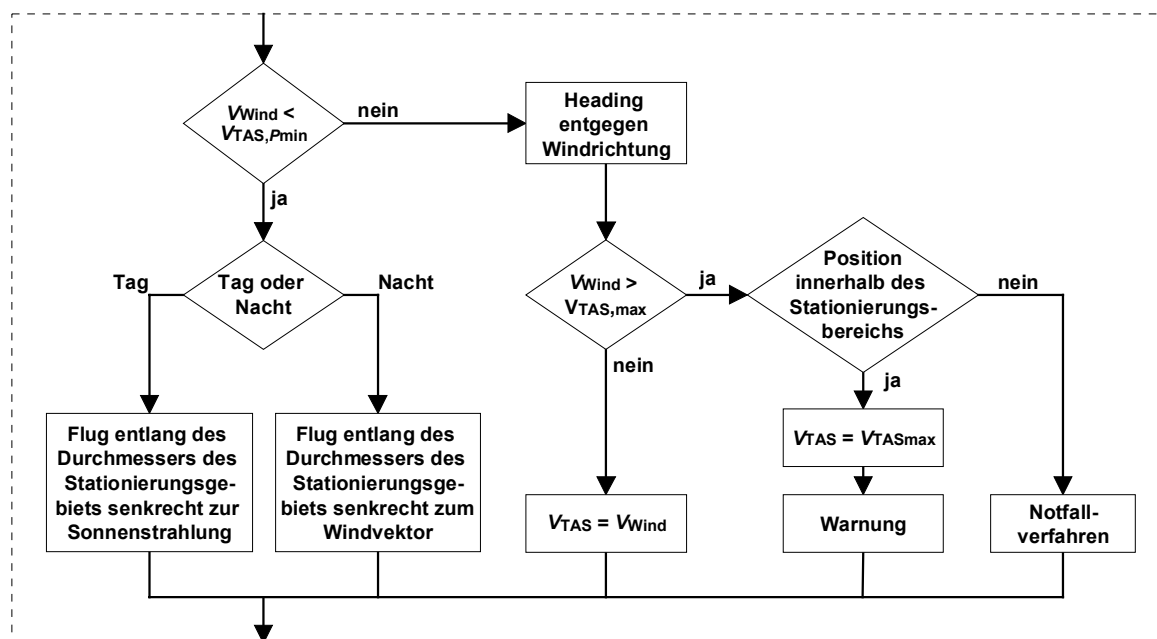 VWind <
VTAS,Pmin
nein
ja
Heading
entgegen
Windrichtung
Tag
Tag oder
Nacht
Nacht
VWind >
VTAS,max
ja
nein
Position
innerhalb des
Stationierungs-
bereichs
nein
ja
Flug entlang des
Durchmessers des
Stationierungsge-
biets senkrecht zur
Sonnenstrahlung
Flug entlang des
Durchmessers des
Stationierungsge-
biets senkrecht zum
Windvektor
VTAS = VWind
VTAS = VTASmax
Warnung
Notfall-
verfahren